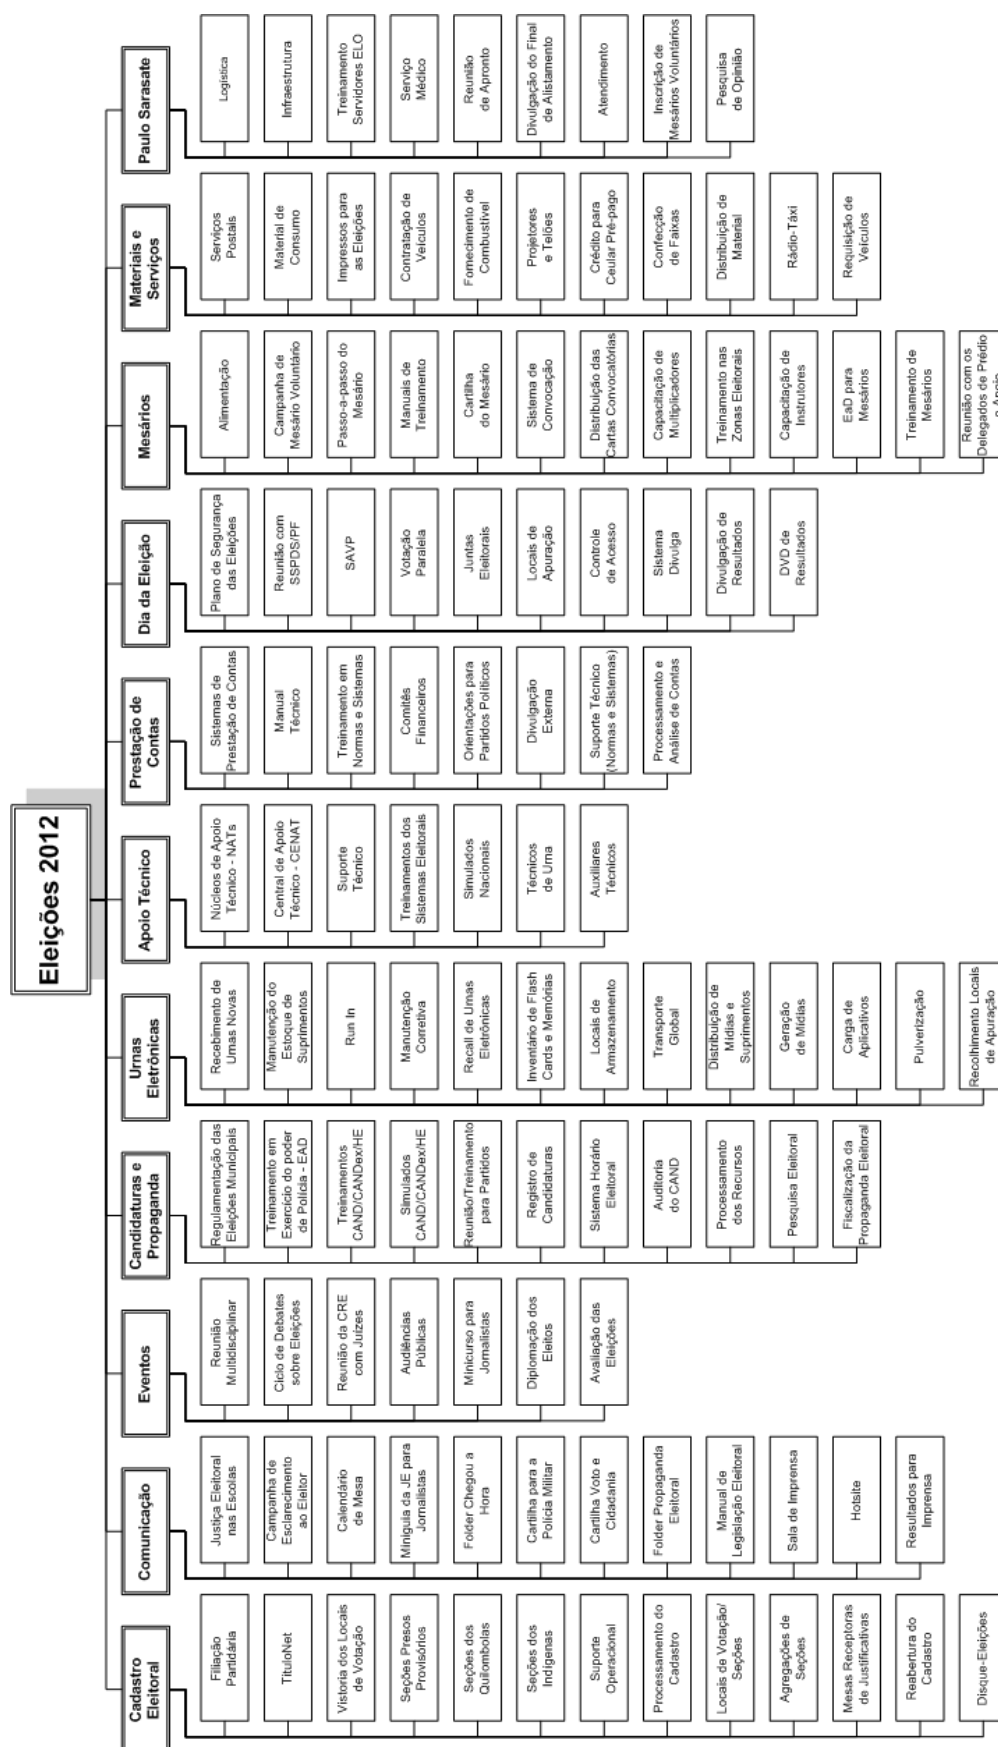 Eleições 2012
Cadastro
Eleitoral
Filiação
Partidária
TítuloNet
Vistoria dos Locais
de Votação
Seções Presos
Provisórios
Seções dos
Quilombolas
Seções dos
Indígenas
Suporte
Operacional
Processamento do
Cadastro
Locais de Votação/
Seções
Agregações de
Seções
Mesas Receptoras
de Justificativas
Reabertura do
Cadastro
Disque-Eleições
Comunicação
Justiça Eleitoral
nas Escolas
Campanha de
Esclarecimento
ao Eleitor
Calendário
de Mesa
Miniguia da JE para
Jornalistas
Folder Chegou a
Hora
Cartilha para a
Polícia Militar
Cartilha Voto e
Cidadania
Folder Propaganda
Eleitoral
Manual de
Legislação Eleitoral
Sala de Imprensa
Hotsite
Resultados para
Imprensa
Eventos
Reunião
Multidisciplinar
Ciclo de Debates
sobre Eleições
Reunião da CRE
com Juízes
Audiências
Públicas
Minicurso para
Jornalistas
Diplomação dos
Eleitos
Avaliação das
Eleições
Candidaturas e
Propaganda
Regulamentação das
Eleições Municipais
Treinamento em
Exercício do poder
de Polícia - EAD
Treinamentos
CAND/CANDex/HE
Simulados
CAND/CANDex/HE
Reunião/Treinamento
para Partidos
Registro de
Candidaturas
Sistema Horário
Eleitoral
Auditoria
do CAND
Processamento
dos Recursos
Pesquisa Eleitoral
Fiscalização da
Propaganda Eleitoral
Urnas
Eletrônicas
Recebimento de
Urnas Novas
Manutenção do
Estoque de
Suprimentos
Run In
Manutenção
Corretiva
Recall de Urnas
Eletrônicas
Inventário de Flash
Cards e Memórias
Locais de
Armazenamento
Transporte
Global
Distribuição de
Mídias e
Suprimentos
Geração
de Mídias
Carga de
Aplicativos
Pulverização
Recolhimento Locais
de Apuração
Apoio Técnico
Núcleos de Apoio
Técnico - NATs
Central de Apoio
Técnico - CENAT
Suporte
Técnico
Treinamentos dos
Sistemas Eleitorais
Simulados
Nacionais
Técnicos
de Urna
Auxiliares
Técnicos
Prestação de
Contas
Sistemas de
Prestação de Contas
Manual
Técnico
Treinamento em
Normas e Sistemas
Comitês
Financeiros
Orientações para
Partidos Políticos
Divulgação
Externa
Suporte Técnico
(Normas e Sistemas)
Processamento e
Análise de Contas
Dia da Eleição
Plano de Segurança
das Eleições
Reunião com
SSPDS/PF
SAVP
Votação
Paralela
Juntas
Eleitorais
Locais de
Apuração
Controle
de Acesso
Sistema
Divulga
Divulgação de
Resultados
DVD de
Resultados
Mesários
Alimentação
Campanha de
Mesário Voluntário
Passo-a-passo do
Mesário
Manuais de
Treinamento
Cartilha
do Mesário
Sistema de
Convocação
Distribuição das
Cartas Convocatórias
Capacitação de
Multiplicadores
Treinamento nas
Zonas Eleitorais
Capacitação de
Instrutores
EaD para
Mesários
Treinamento de
Mesários
Reunião com os
Delegados de Prédio
e Apoio
Materiais e
Serviços
Serviços
Postais
Material de
Consumo
Impressos para
as Eleições
Contratação de
Veículos
Fornecimento de
Combustível
Projetores
e Telões
Crédito para
Ceular Pré-pago
Confecção
de Faixas
Distribuição de
Material
Rádio-Táxi
Requisição de
Veículos
Paulo Sarasate
Logística
Infraestrutura
Treinamento
Servidores ELO
Serviço
Médico
Reunião
de Apronto
Divulgação do Final
de Alistamento
Atendimento
Inscrição de
Mesários Voluntários
Pesquisa
de Opinião